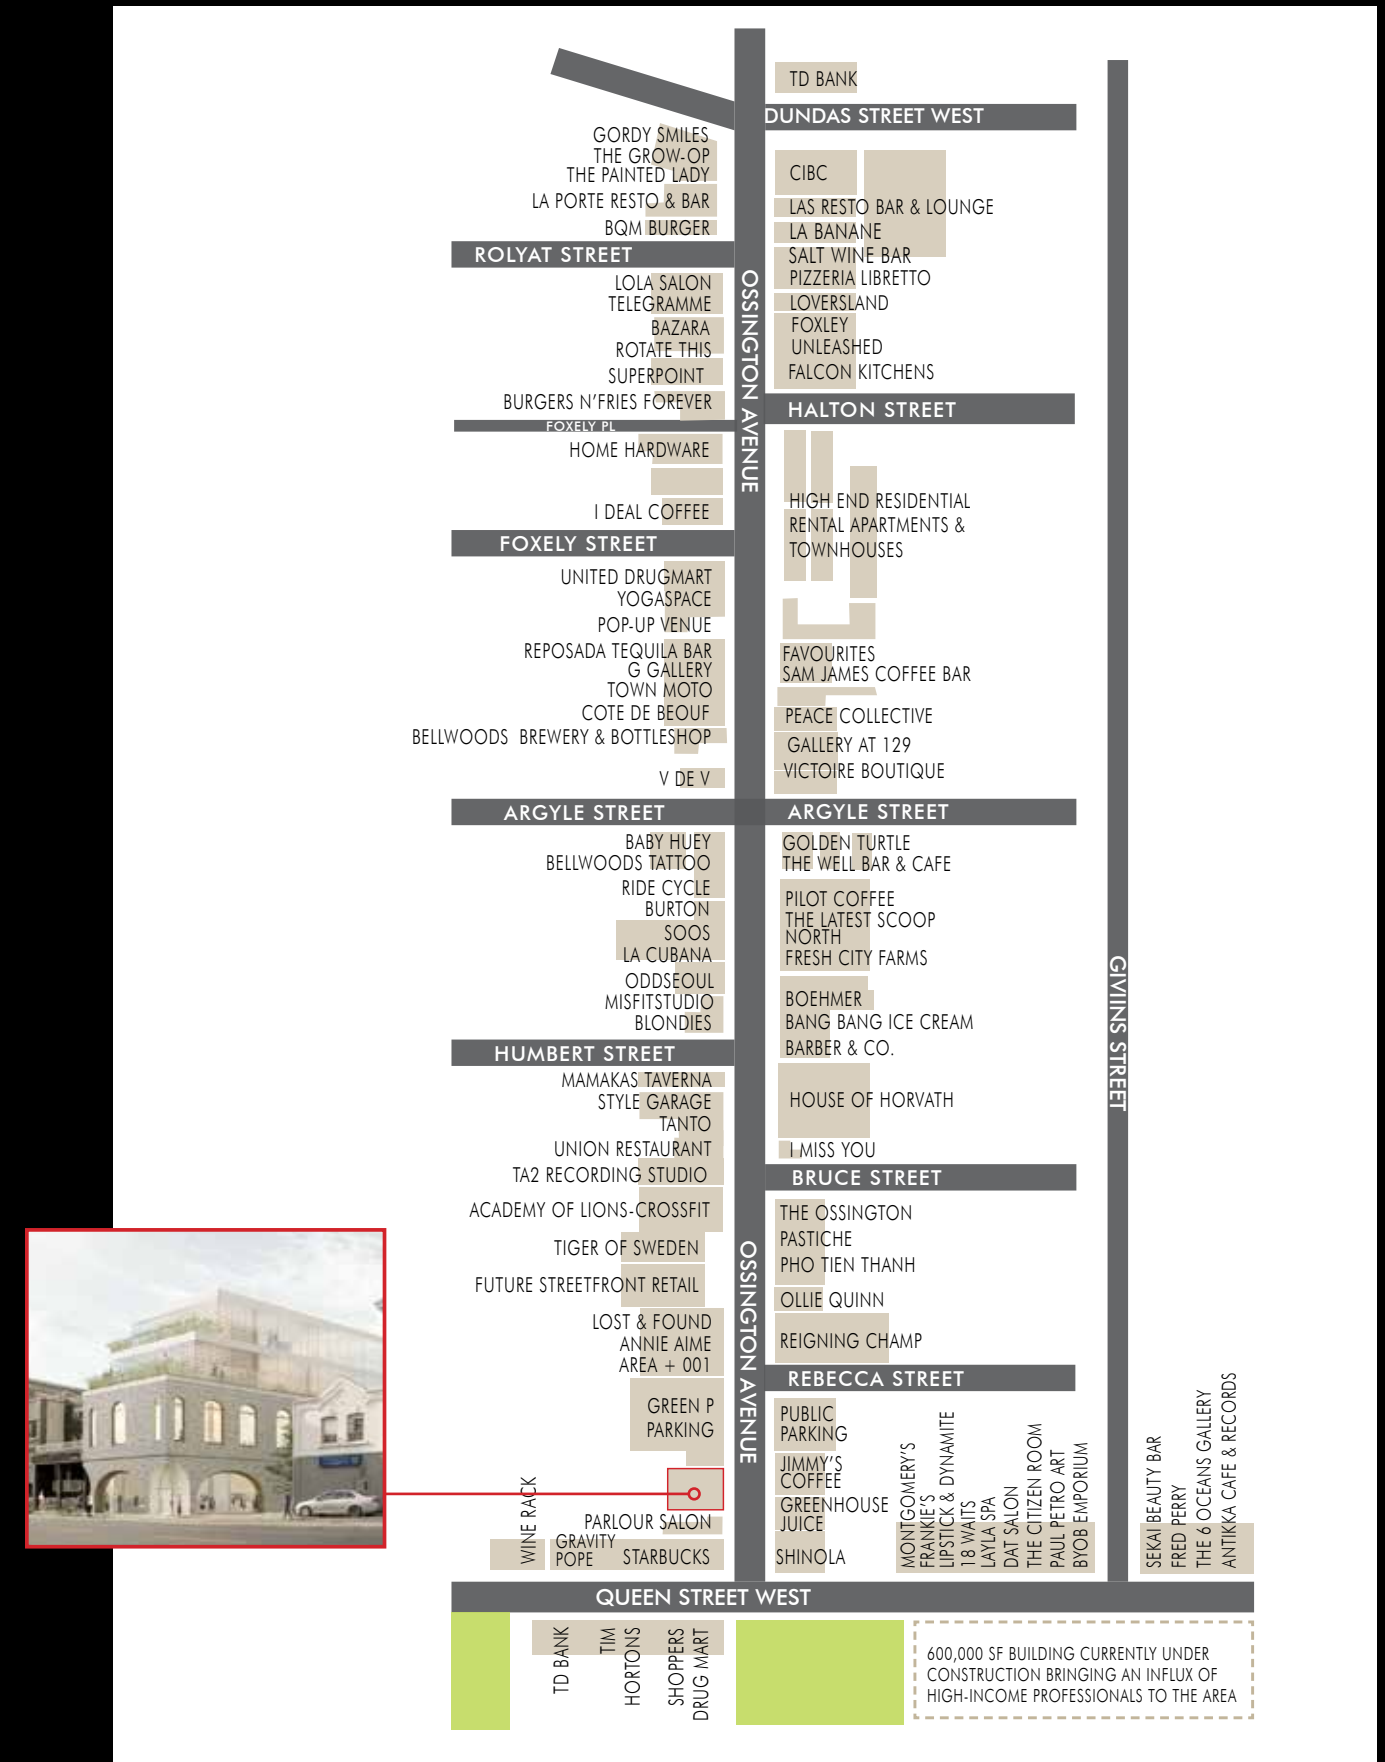 TD BANK
DUNDAS STREET WEST
GORDY SMILES
THE GROW-OP
THE PAINTED LADY
LA PORTE RESTO & BAR
BQM BURGER
ROLYAT STREET
LOLA SALON
TELEGRAMME
BAZARA
ROTATE THIS
SUPERPOINT
BURGERS N'FRIES FOREVER
FOXELY PL
HOME HARDWARE
I DEAL COFFEE
FOXELY STREET
UNITED DRUGMART
YOGASPACE
POP-UP VENUE
REPOSADA TEQUILA BAR
G GALLERY
TOWN MOTO
COTE DE BEOUF
BELLWOODS BREWERY & BOTTLESHOP
V DE V
ARGYLE STREET
BABY HUEY
BELLWOODS TATTOO
RIDE CYCLE
BURTON
SOOS
LA CUBANA
ODDSEOUL
MISFITSTUDIO
BLONDIES
HUMBERT STREET
MAMAKAS TAVERNA
STYLE GARAGE
TANTO
UNION RESTAURANT
TA2 RECORDING STUDIO
ACADEMY OF LIONS-CROSSFIT
TIGER OF SWEDEN
FUTURE STREETFRONT RETAIL
LOST & FOUND
ANNIE AIME
AREA + 001
GREEN P
PARKING
WINE RACK
PARLOUR SALON
GRAVITY
POPE
STARBUCKS
OSSINGTON AVENUE
OSSINGTON AVENUE
CIBC
LAS RESTO BAR & LOUNGE
LA BANANE
SALT WINE BAR
PIZZERIA LIBRETTO
LOVERSLAND
FOXLEY
UNLEASHED
FALCON KITCHENS
HALTON STREET
HIGH END RESIDENTIAL
RENTAL APARTMENTS &
TOWNHOUSES
FAVOURITES
SAM JAMES COFFEE BAR
PEACE COLLECTIVE
GALLERY AT 129
VICTOIRE BOUTIQUE
ARGYLE STREET
GOLDEN TURTLE
THE WELL BAR & CAFE
PILOT COFFEE
THE LATEST SCOOP
NORTH
FRESH CITY FARMS
BOEHMER
BANG BANG ICE CREAM
BARBER & CO.
HOUSE OF HORVATH
I MISS YOU
BRUCE STREET
THE OSSINGTON
PASTICHE
PHO TIEN THANH
OLLIE QUINN
REIGNING CHAMP
REBECCA STREET
PUBLIC
PARKING
JIMMY'S
COFFEE
GREENHOUSE
JUICE
SHINOLA
MONTGOMERY'S
FRANKIE'S
LIPSTICK & DYNAMITE
18 WAITS
LAYLA SPA
DAT SALON
THE CITIZEN ROOM
PAUL PETRO ART
BYOB EMPORIUM
GIVIINS STREET
SEKAI BEAUTY BAR
FRED PERRY
THE 6 OCEANS GALLERY
ANTIKKA CAFE & RECORDS
QUEEN STREET WEST
TD BANK
TIM
HORTONS
SHOPPERS
DRUG MART
600,000 SF BUILDING CURRENTLY UNDER
CONSTRUCTION BRINGING AN INFLUX OF
HIGH-INCOME PROFESSIONALS TO THE AREA